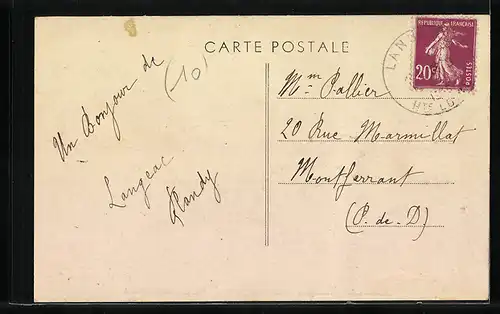 CARTE POSTALE
(10)
Un Bonjour de
Langeac
REPUBLIQUE FRANÇAISE
20c
POSTES
Mme Pallier
20 Rue Marmillat
Montferrant
(P. de D)